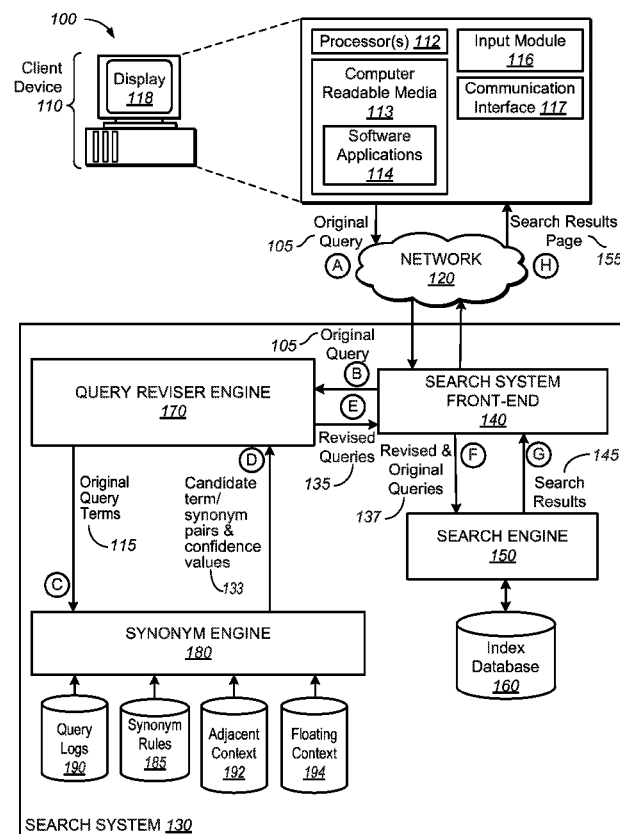 100
Client
Device
110
Display
118
Processor(s) 112
Computer
Readable Media
113
Software
Applications
114
Input Module
116
Communication
Interface 117
Original
Query
105
A
NETWORK
120
H
Search Results
Page
155
105
Original
Query
B
QUERY REVISER ENGINE
170
E
SEARCH SYSTEM
FRONT-END
140
Revised
Queries
135
D
Original
Query
Terms
115
Candidate
term/
synonym
pairs &
confidence
values
133
Revised &
Original
Queries
137
F
G
145
Search
Results
SEARCH ENGINE
150
C
SYNONYM ENGINE
180
Index
Database
160
Query
Logs
190
Synonym
Rules
185
Adjacent
Context
192
Floating
Context
194
SEARCH SYSTEM 130